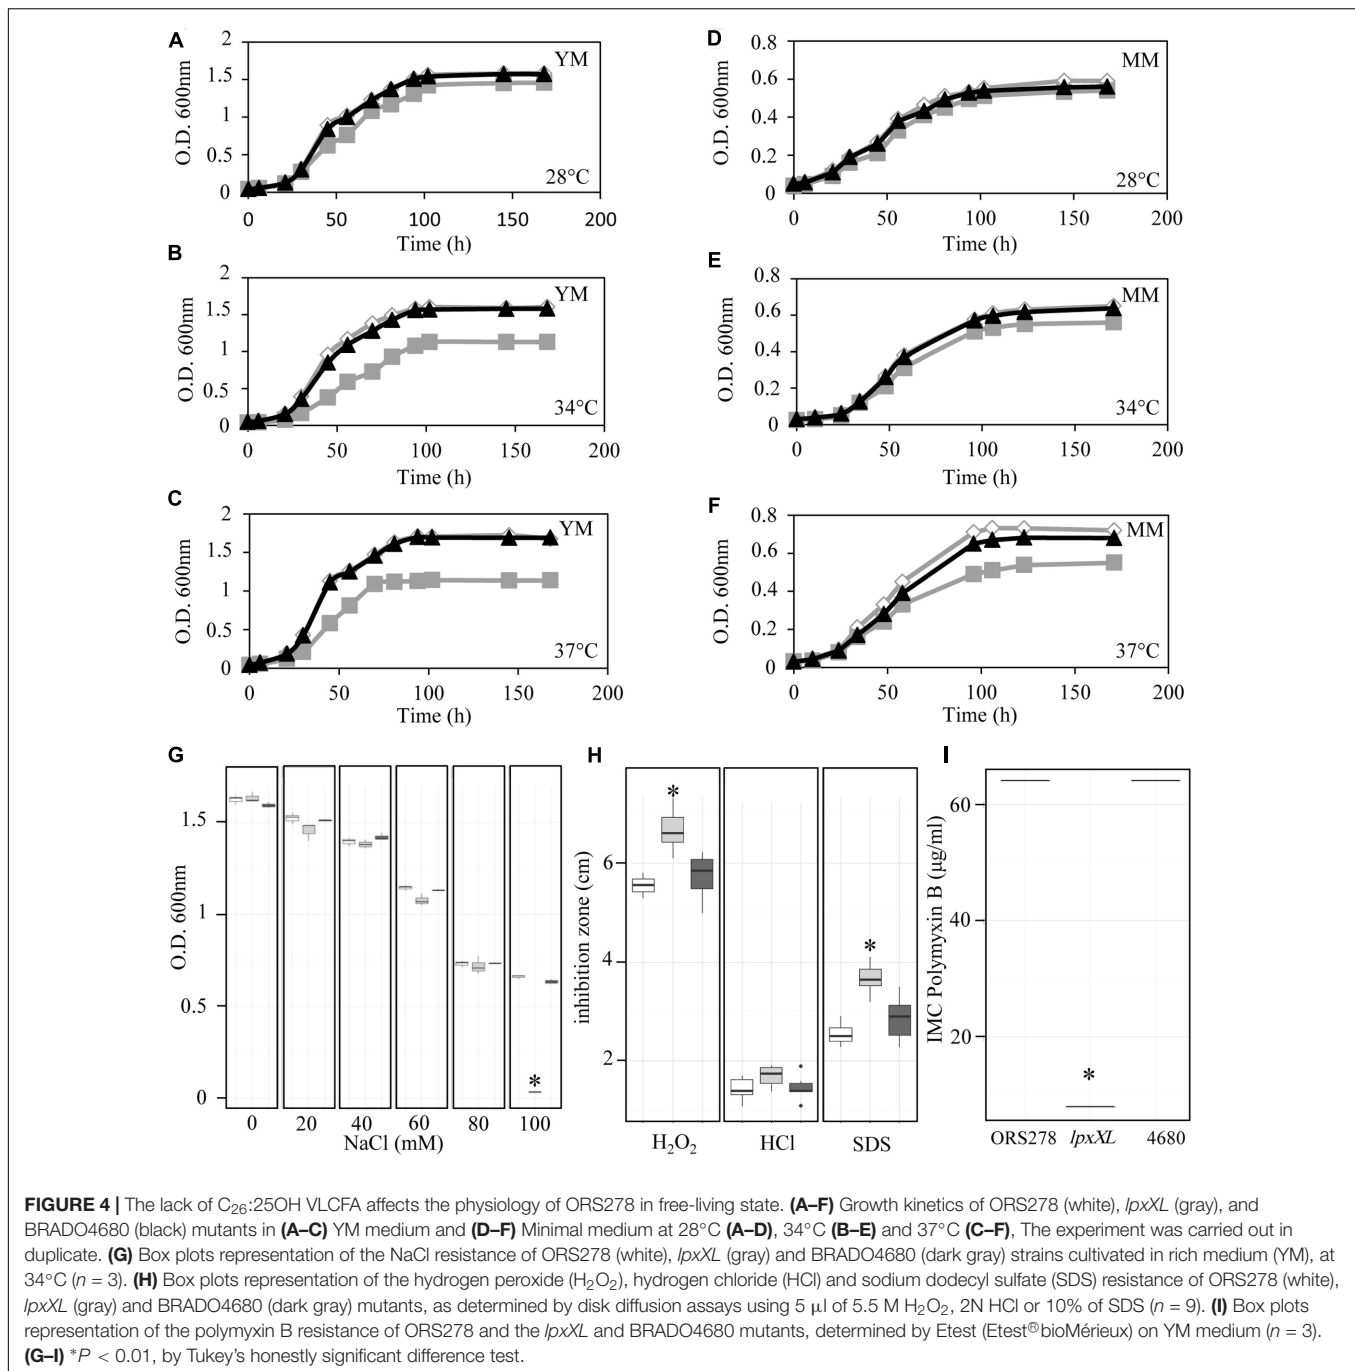 A
2
1.5
1
0.5
0
O.D. 600nm
YM
28°C
0 50 100 150 200
Time (h)
D
0.8
0.6
0.4
0.2
0
O.D. 600nm
MM
28°C
0 50 100 150 200
Time (h)
B
2
1.5
1
0.5
0
O.D. 600nm
YM
34°C
0 50 100 150 200
Time (h)
E
0.8
0.6
0.4
0.2
0
O.D. 600nm
MM
34°C
0 50 100 150 200
Time (h)
C
2
1.5
1
0.5
0
O.D. 600nm
YM
37°C
0 50 100 150 200
Time (h)
F
0.8
0.6
0.4
0.2
0
O.D. 600nm
MM
37°C
0 50 100 150 200
Time (h)
G
1.5
1
0.5
0
O.D. 600nm
*
0 20 40 60 80 100
NaCl (mM)
H
6
4
2
inhibition zone (cm)
*
*
H₂O₂ HCl SDS
I
60
40
20
IMC Polymyxin B (µg/ml)
*
ORS278 lpxXL 4680
FIGURE 4 | The lack of C₂₆:25OH VLCFA affects the physiology of ORS278 in free-living state. (A–F) Growth kinetics of ORS278 (white), lpxXL (gray), and
BRADO4680 (black) mutants in (A–C) YM medium and (D–F) Minimal medium at 28°C (A–D), 34°C (B–E) and 37°C (C–F), The experiment was carried out in
duplicate. (G) Box plots representation of the NaCl resistance of ORS278 (white), lpxXL (gray) and BRADO4680 (dark gray) strains cultivated in rich medium (YM), at
34°C (n = 3). (H) Box plots representation of the hydrogen peroxide (H₂O₂), hydrogen chloride (HCl) and sodium dodecyl sulfate (SDS) resistance of ORS278 (white),
lpxXL (gray) and BRADO4680 (dark gray) mutants, as determined by disk diffusion assays using 5 µl of 5.5 M H₂O₂, 2N HCl or 10% of SDS (n = 9). (I) Box plots
representation of the polymyxin B resistance of ORS278 and the lpxXL and BRADO4680 mutants, determined by Etest (Etest®bioMérieux) on YM medium (n = 3).
(G–I) *P < 0.01, by Tukey's honestly significant difference test.